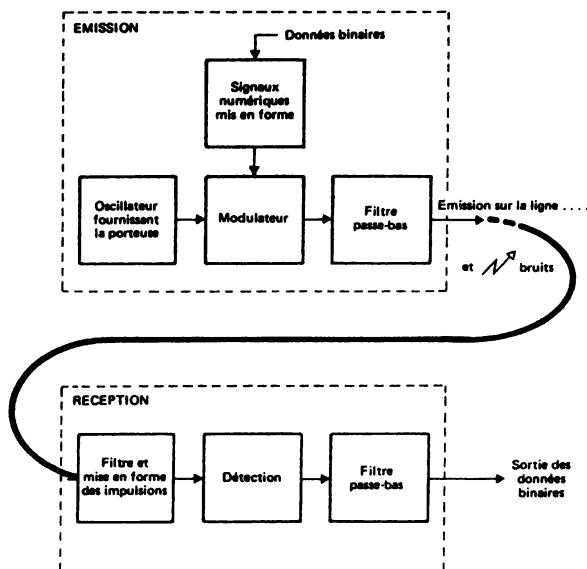 EMISSION
Données binaires
Signaux
numériques
mis en forme
Oscillateur
fournissant
la porteuse
Modulateur
Filtre
passe-bas
Emission sur la ligne ....
et bruits
RECEPTION
Filtre et
mise en forme
des impulsions
Détection
Filtre
passe-bas
Sortie des
données
binaires